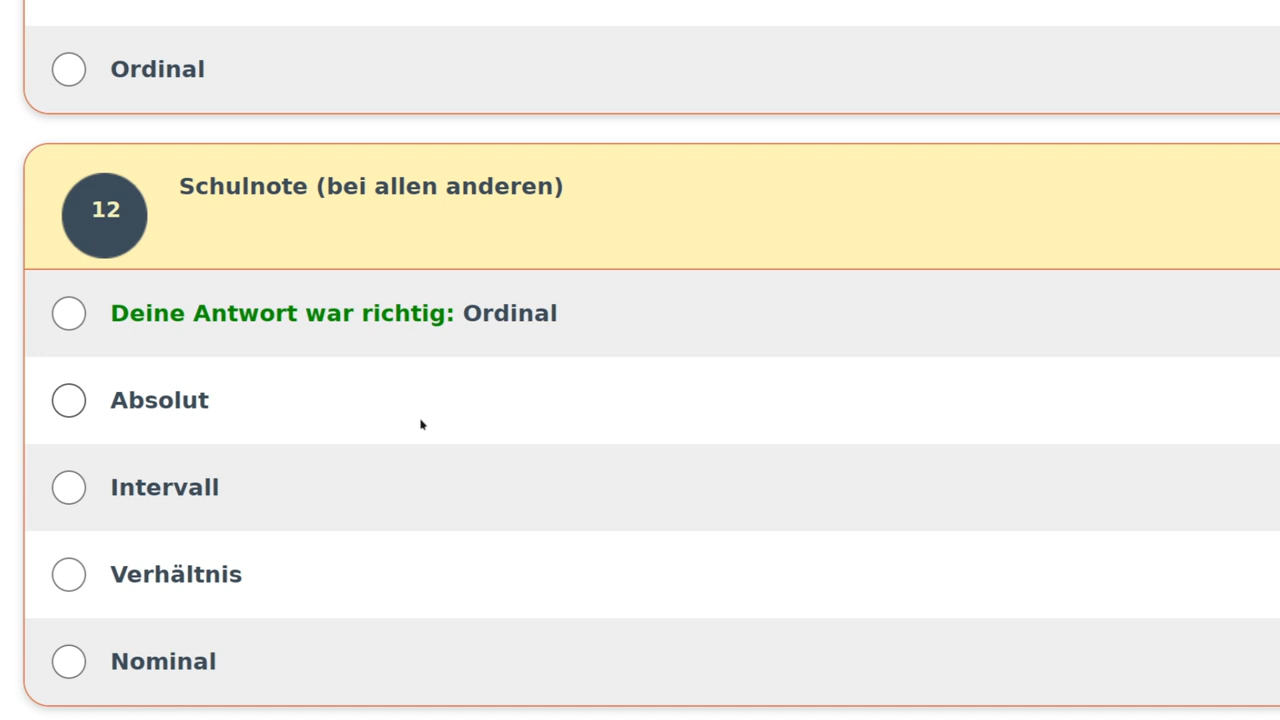 Ordinal
12
Schulnote (bei allen anderen)
Deine Antwort war richtig: Ordinal
Absolut
Intervall
Verhältnis
Nominal